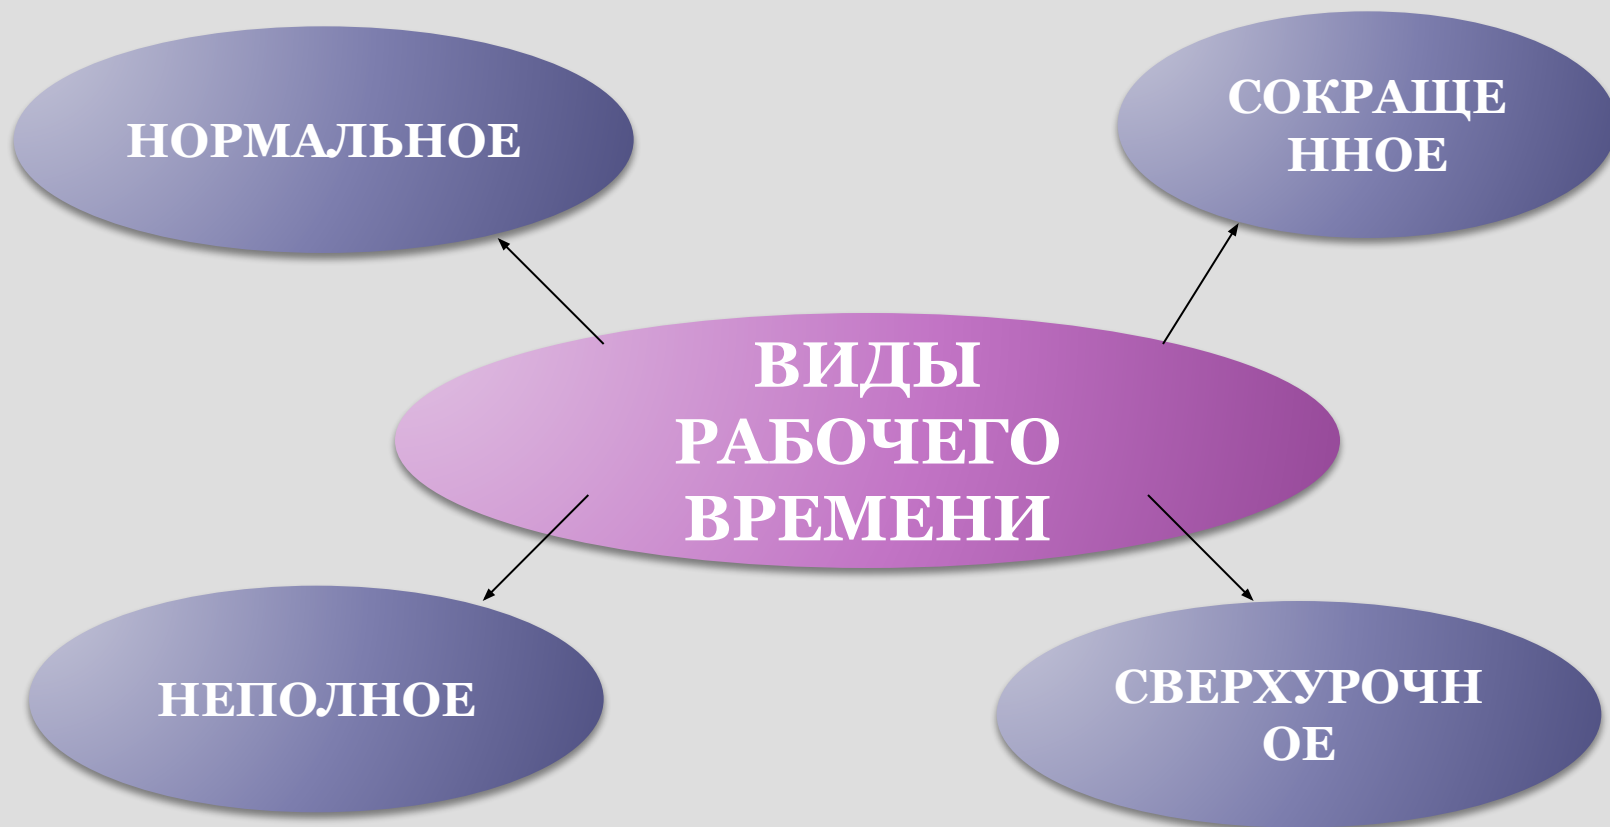 НОРМАЛЬНОЕ
СОКРАЩЕ
ННОЕ
ВИДЫ
РАБОЧЕГО
ВРЕМЕНИ
НЕПОЛНОЕ
СВЕРХУРОЧН
ОЕ